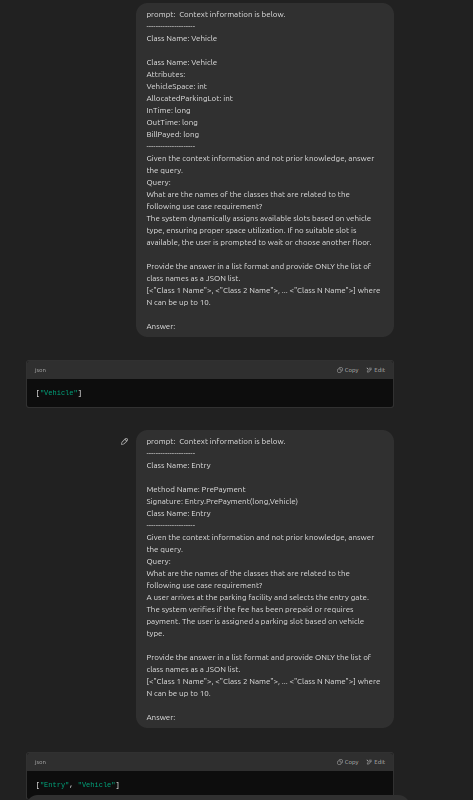 prompt:  Context information is below.
---------------------
Class Name: Vehicle
Class Name: Vehicle
Attributes:
VehicleSpace: int
AllocatedParkingLot: int
InTime: long
OutTime: long
BillPayed: long
---------------------
Given the context information and not prior knowledge, answer
the query.
Query:
What are the names of the classes that are related to the
following use case requirement?
The system dynamically assigns available slots based on vehicle
type, ensuring proper space utilization. If no suitable slot is
available, the user is prompted to wait or choose another floor.
Provide the answer in a list format and provide ONLY the list of
class names as a JSON list.
[<"Class 1 Name">, <"Class 2 Name">, ... <"Class N Name">] where
N can be up to 10.
Answer:
json Copy Edit
["Vehicle"]
prompt:  Context information is below.
---------------------
Class Name: Entry
Method Name: PrePayment
Signature: Entry.PrePayment(long,Vehicle)
Class Name: Entry
---------------------
Given the context information and not prior knowledge, answer
the query.
Query:
What are the names of the classes that are related to the
following use case requirement?
A user arrives at the parking facility and selects the entry gate.
The system verifies if the fee has been prepaid or requires
payment. The user is assigned a parking slot based on vehicle
type.
Provide the answer in a list format and provide ONLY the list of
class names as a JSON list.
[<"Class 1 Name">, <"Class 2 Name">, ... <"Class N Name">] where
N can be up to 10.
Answer:
json Copy Edit
["Entry", "Vehicle"]